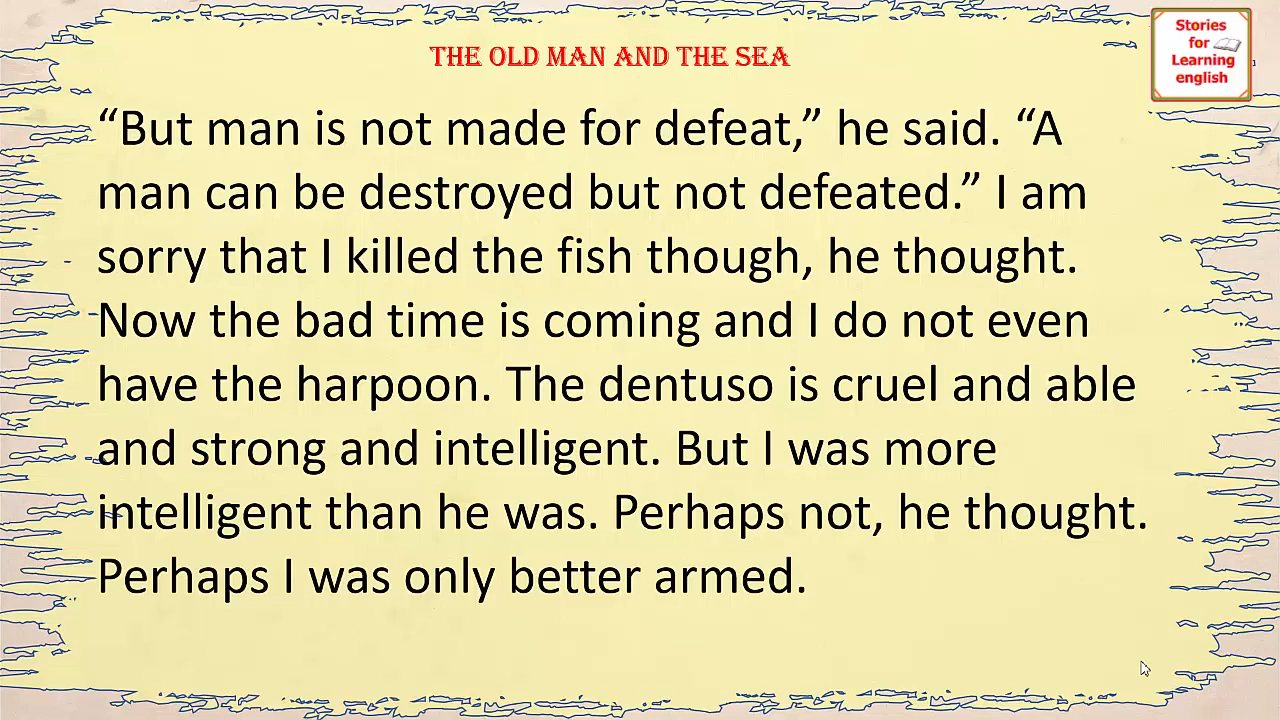 THE OLD MAN AND THE SEA
Stories
for
Learning
english
“But man is not made for defeat,” he said. “A
man can be destroyed but not defeated.” I am
sorry that I killed the fish though, he thought.
Now the bad time is coming and I do not even
have the harpoon. The dentuso is cruel and able
and strong and intelligent. But I was more
intelligent than he was. Perhaps not, he thought.
Perhaps I was only better armed.